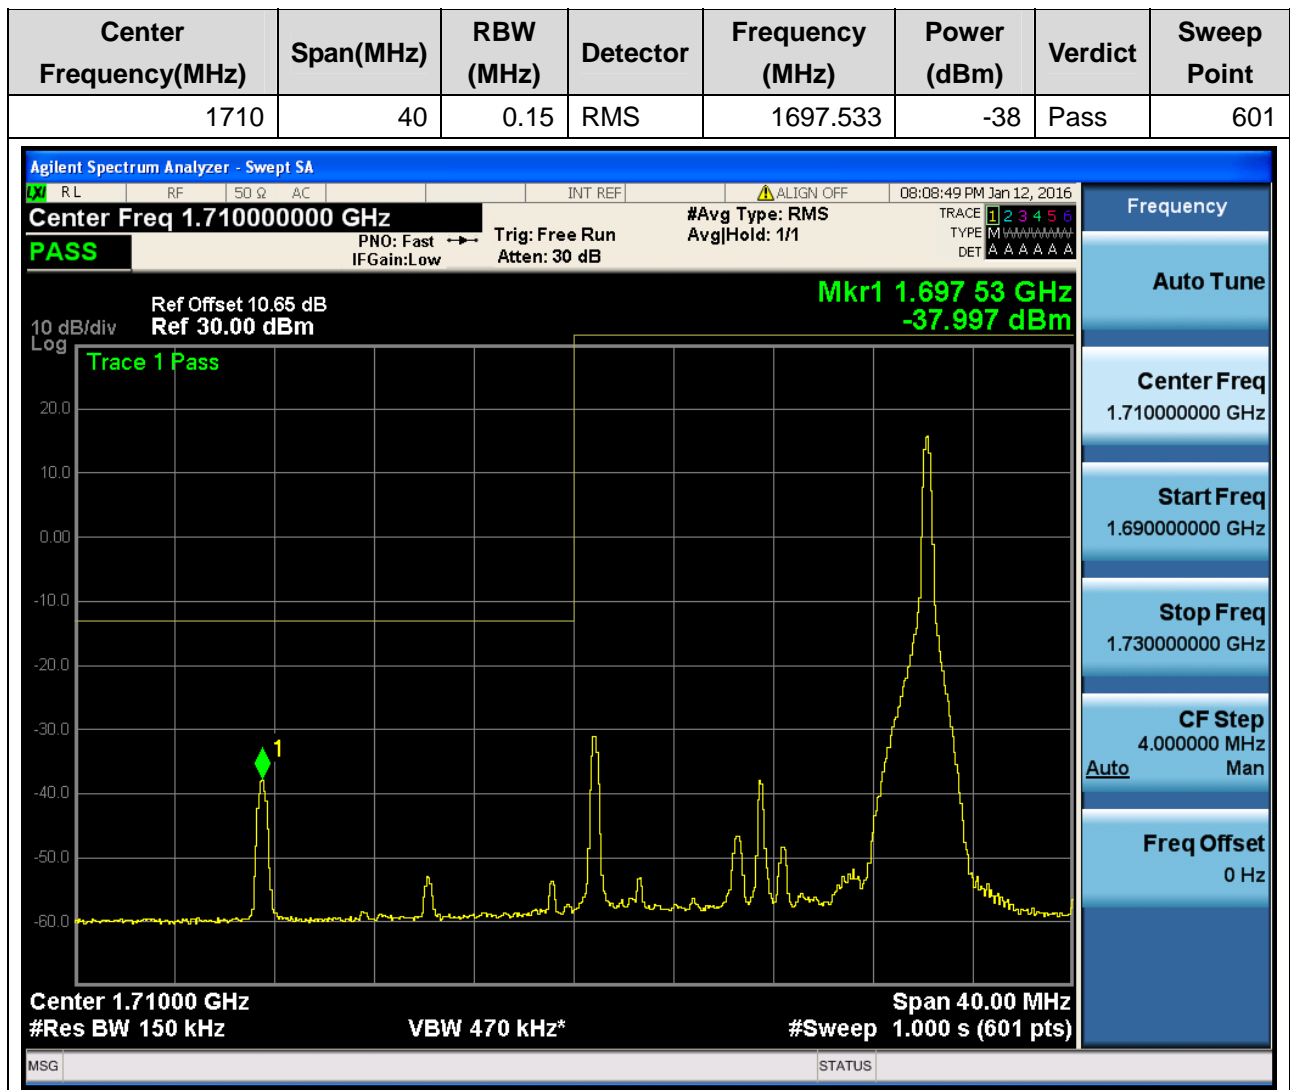 Center Frequency(MHz) Span(MHz) RBW (MHz) Detector Frequency (MHz) Power (dBm) Verdict Sweep Point
1710 40 0.15 RMS 1697.533 -38 Pass 601
Agilent Spectrum Analyzer - Swept SA
LXI RL RF 50 Ω AC INT REF ALIGN OFF 08:08:49 PM Jan 12, 2016
Center Freq 1.710000000 GHz
PASS
PNO: Fast
IFGain:Low
Trig: Free Run
Atten: 30 dB
#Avg Type: RMS
Avg|Hold: 1/1
TRACE 1 2 3 4 5 6
TYPE M
DET A A A A A A
Ref Offset 10.65 dB
Ref 30.00 dBm
10 dB/div
Log
Mkr1 1.697 53 GHz
-37.997 dBm
Trace 1 Pass
20.0
10.0
0.00
-10.0
-20.0
-30.0
-40.0
-50.0
-60.0
1
Center 1.71000 GHz
Span 40.00 MHz
#Res BW 150 kHz
VBW 470 kHz*
#Sweep 1.000 s (601 pts)
MSG
STATUS
Frequency
Auto Tune
Center Freq
1.710000000 GHz
Start Freq
1.690000000 GHz
Stop Freq
1.730000000 GHz
CF Step
4.000000 MHz
Auto Man
Freq Offset
0 Hz